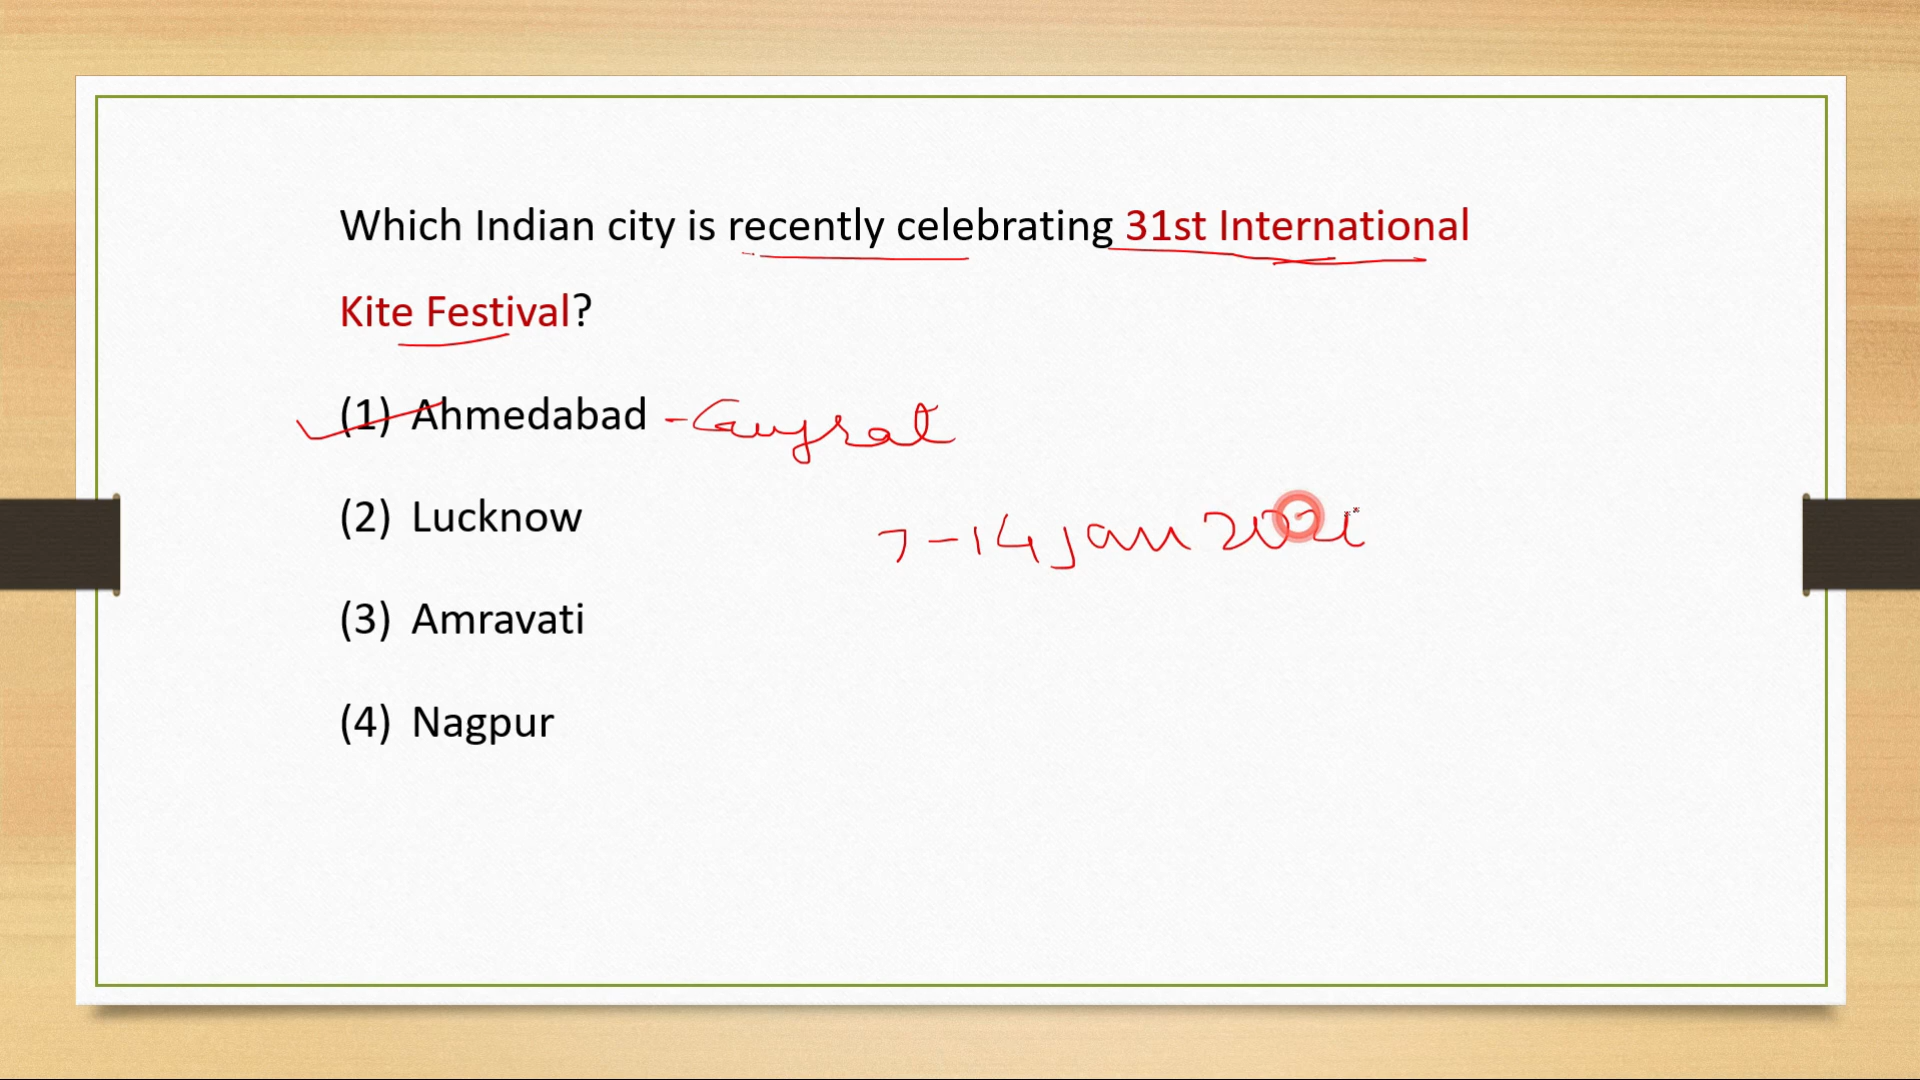 Which Indian city is recently celebrating 31st International
Kite Festival?
(1) Ahmedabad - Gujrat
(2) Lucknow
7-14 Jan
(3) Amravati
(4) Nagpur